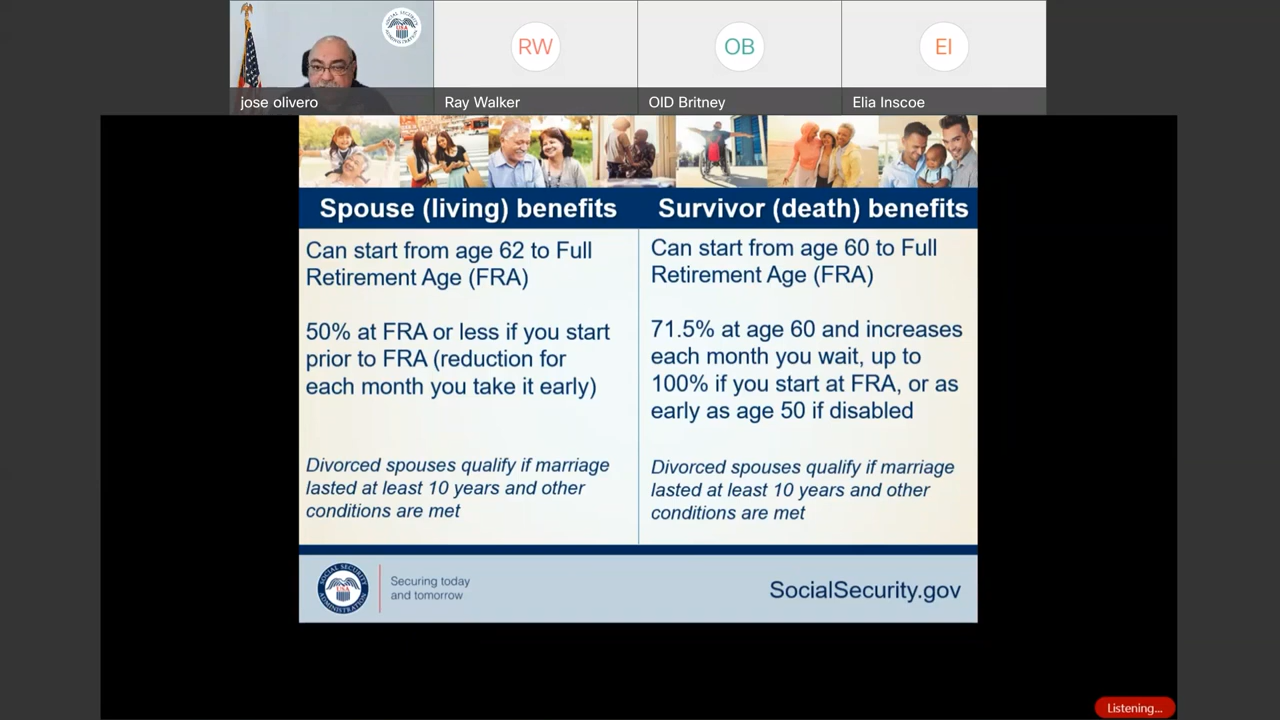 RW
OB
EI
jose olivero
Ray Walker
OID Britney
Elia Inscoe
Spouse (living) benefits
Survivor (death) benefits
Can start from age 62 to Full
Retirement Age (FRA)
50% at FRA or less if you start
prior to FRA (reduction for
each month you take it early)
Divorced spouses qualify if marriage
lasted at least 10 years and other
conditions are met
Can start from age 60 to Full
Retirement Age (FRA)
71.5% at age 60 and increases
each month you wait, up to
100% if you start at FRA, or as
early as age 50 if disabled
Divorced spouses qualify if marriage
lasted at least 10 years and other
conditions are met
SOCIAL SECURITY
USA
ADMINISTRATION
Securing today
and tomorrow
SocialSecurity.gov
Listening...